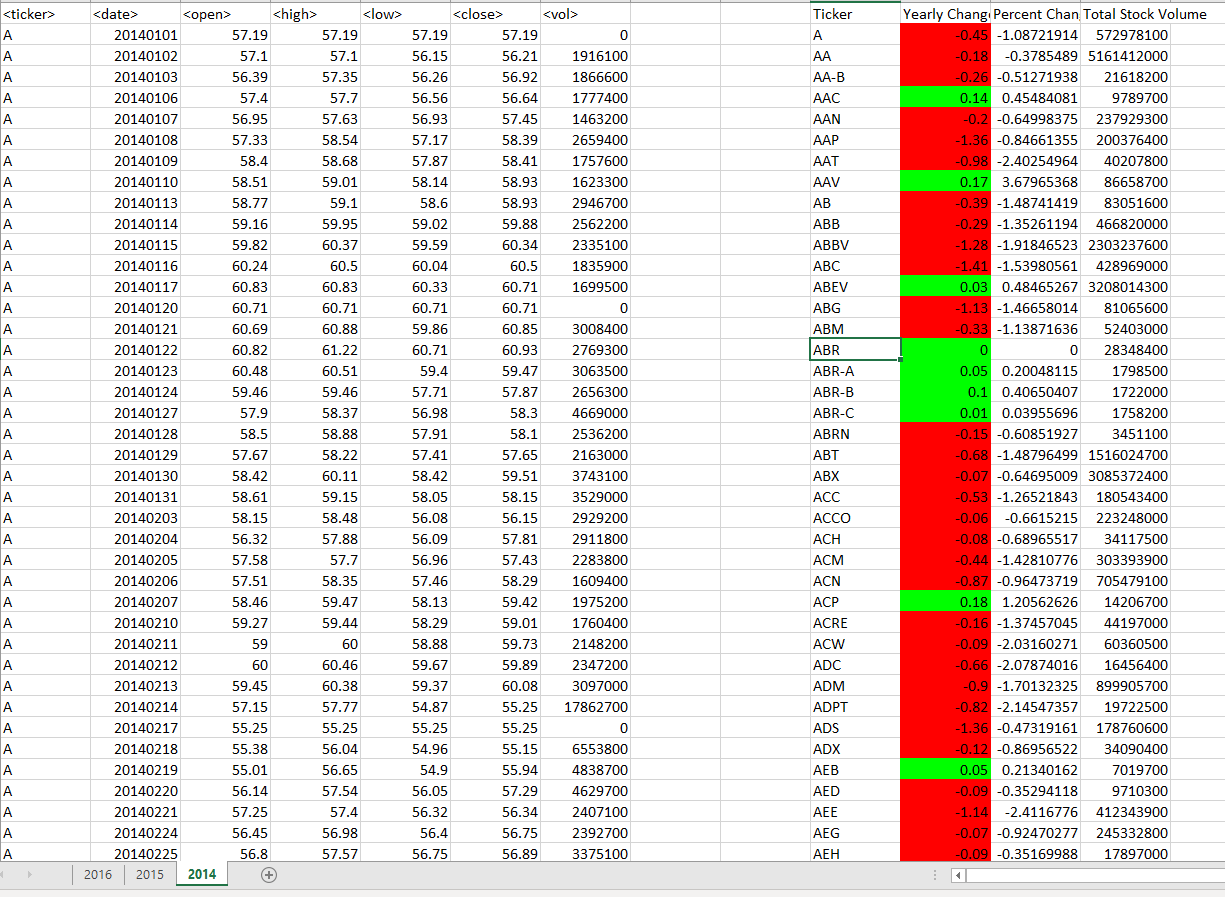 <ticker> <date> <open> <high> <low> <close> <vol> Ticker Yearly Chang Percent Chan Total Stock Volume
A 20140101 57.19 57.19 57.19 57.19 0 A -0.45 -1.08721914 572978100
A 20140102 57.1 57.1 56.15 56.21 1916100 AA -0.18 -0.3785489 5161412000
A 20140103 56.39 57.35 56.26 56.92 1866600 AA-B -0.26 -0.51271938 21618200
A 20140106 57.4 57.7 56.56 56.64 1777400 AAC 0.14 0.45484081 9789700
A 20140107 56.95 57.63 56.93 57.45 1463200 AAN -0.2 -0.64998375 237929300
A 20140108 57.33 58.54 57.17 58.39 2659400 AAP -1.36 -0.84661355 200376400
A 20140109 58.4 58.68 57.87 58.41 1757600 AAT -0.98 -2.40254964 40207800
A 20140110 58.51 59.01 58.14 58.93 1623300 AAV 0.17 3.67965368 86658700
A 20140113 58.77 59.1 58.6 58.93 2946700 AB -0.39 -1.48741419 83051600
A 20140114 59.16 59.95 59.02 59.88 2562200 ABB -0.29 -1.35261194 466820000
A 20140115 59.82 60.37 59.59 60.34 2335100 ABBV -1.28 -1.91846523 2303237600
A 20140116 60.24 60.5 60.04 60.5 1835900 ABC -1.41 -1.53980561 428969000
A 20140117 60.83 60.83 60.33 60.71 1699500 ABEV 0.03 0.48465267 3208014300
A 20140120 60.71 60.71 60.71 60.71 0 ABG -1.13 -1.46658014 81065600
A 20140121 60.69 60.88 59.86 60.85 3008400 ABM -0.33 -1.13871636 52403000
A 20140122 60.82 61.22 60.71 60.93 2769300 ABR 0 0 28348400
A 20140123 60.48 60.51 59.4 59.47 3063500 ABR-A 0.05 0.20048115 1798500
A 20140124 59.46 59.46 57.71 57.87 2656300 ABR-B 0.1 0.40650407 1722000
A 20140127 57.9 58.37 56.98 58.3 4669000 ABR-C 0.01 0.03955696 1758200
A 20140128 58.5 58.88 57.91 58.1 2536200 ABRN -0.15 -0.60851927 3451100
A 20140129 57.67 58.22 57.41 57.65 2163000 ABT -0.68 -1.48796499 1516024700
A 20140130 58.42 60.11 58.42 59.51 3743100 ABX -0.07 -0.64695009 3085372400
A 20140131 58.61 59.15 58.05 58.15 3529000 ACC -0.53 -1.26521843 180543400
A 20140203 58.15 58.48 56.08 56.15 2929200 ACCO -0.06 -0.6615215 223248000
A 20140204 56.32 57.88 56.09 57.81 2911800 ACH -0.08 -0.68965517 34117500
A 20140205 57.58 57.7 56.96 57.43 2283800 ACM -0.44 -1.42810776 303393900
A 20140206 57.51 58.35 57.46 58.29 1609400 ACN -0.87 -0.96473719 705479100
A 20140207 58.46 59.47 58.13 59.42 1975200 ACP 0.18 1.20562626 14206700
A 20140210 59.27 59.44 58.29 59.01 1760400 ACRE -0.16 -1.37457045 44197000
A 20140211 59 60 58.88 59.73 2148200 ACW -0.09 -2.03160271 60360500
A 20140212 60 60.46 59.67 59.89 2347200 ADC -0.66 -2.07874016 16456400
A 20140213 59.45 60.38 59.37 60.08 3097000 ADM -0.9 -1.70132325 899905700
A 20140214 57.15 57.77 54.87 55.25 17862700 ADPT -0.82 -2.14547357 19722500
A 20140217 55.25 55.25 55.25 55.25 0 ADS -1.36 -0.47319161 178760600
A 20140218 55.38 56.04 54.96 55.15 6553800 ADX -0.12 -0.86956522 34090400
A 20140219 55.01 56.65 54.9 55.94 4838700 AEB 0.05 0.21340162 7019700
A 20140220 56.14 57.54 56.05 57.29 4629700 AED -0.09 -0.35294118 9710300
A 20140221 57.25 57.4 56.32 56.34 2407100 AEE -1.14 -2.4116776 412343900
A 20140224 56.45 56.98 56.4 56.75 2392700 AEG -0.07 -0.92470277 245332800
A 20140225 56.8 57.57 56.75 56.89 3375100 AEH -0.09 -0.35169988 17897000
2016 2015 2014